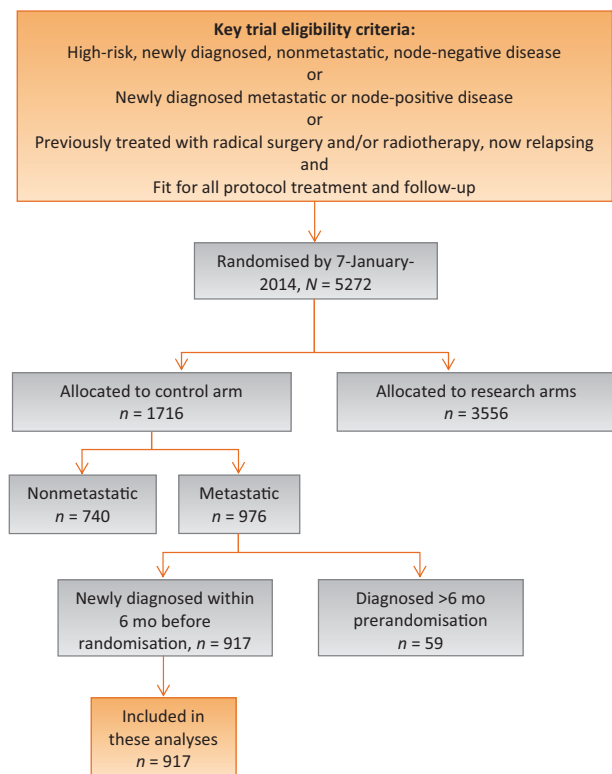 Key trial eligibility criteria:
High-risk, newly diagnosed, nonmetastatic, node-negative disease
or
Newly diagnosed metastatic or node-positive disease
or
Previously treated with radical surgery and/or radiotherapy, now relapsing
and
Fit for all protocol treatment and follow-up
Randomised by 7-January-
2014, N = 5272
Allocated to control arm
n = 1716
Allocated to research arms
n = 3556
Nonmetastatic
n = 740
Metastatic
n = 976
Newly diagnosed within
6 mo before
randomisation, n = 917
Diagnosed >6 mo
prerandomisation
n = 59
Included in
these analyses
n = 917